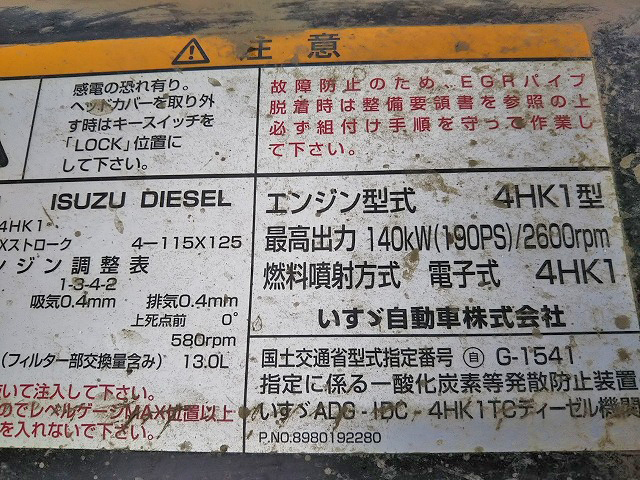 注意
感電の恐れ有り。
ヘッドカバーを取り外
す時はキースイッチを
「LOCK」位置に
して下さい。
故障防止のため、EGRパイプ
脱着時は整備要領書を参照の上
必ず組付け手順を守って作業し
て下さい。
ISUZU DIESEL
4HK1
Xストローク 4-115X125
ンジン調整表
1-3-4-2
吸気0.4mm 排気0.4mm
上死点前 0°
580rpm
(フィルター部交換量含み) 13.0L
いて注入して下さい。
のでレベルゲージMAX位置以上
を入れないで下さい。
エンジン型式 4HK1型
最高出力 140kW(190PS)/2600rpm
燃料噴射方式 電子式 4HK1
いすゞ自動車株式会社
国土交通省型式指定番号 ㊀自 G-1541
指定に係る一酸化炭素等発散防止装置
いすゞADG-IDC-4HK1TCディーゼル機関
P.NO.8980192280